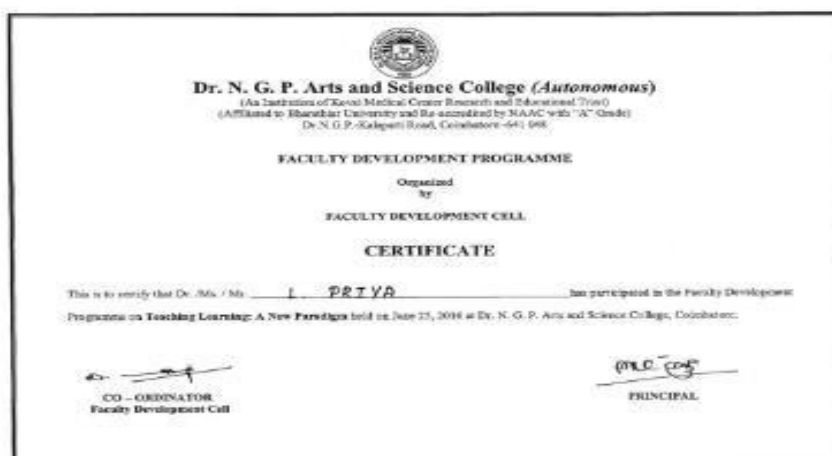 Dr. N. G. P. Arts and Science College (Autonomous)
(An Institution of Kovai Medical Center Research and Educational Trust)
(Affiliated to Bharathiar University and Re-accredited by NAAC with "A" Grade)
Dr.N.G.P.-Kalapatti Road, Coimbatore-641 048
FACULTY DEVELOPMENT PROGRAMME
Organized
by
FACULTY DEVELOPMENT CELL
CERTIFICATE
This is to certify that Dr. /Ms. / Mr. L. PRIYA has participated in the Faculty Development
Programme on Teaching Learning: A New Paradigm held on June 25, at Dr. N. G. P. Arts and Science College, Coimbatore.
CO - ORDINATOR
Faculty Development Cell
PRINCIPAL